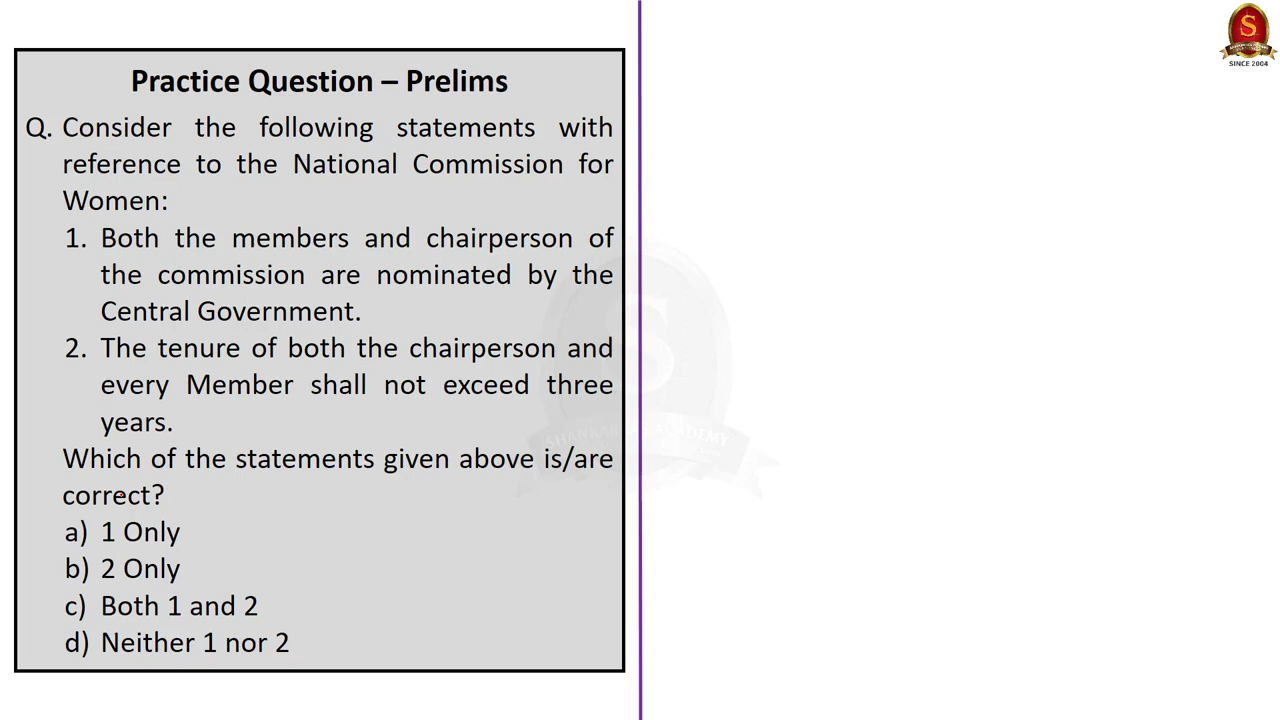 Practice Question – Prelims
Q. Consider the following statements with
reference to the National Commission for
Women:
1. Both the members and chairperson of
the commission are nominated by the
Central Government.
2. The tenure of both the chairperson and
every Member shall not exceed three
years.
Which of the statements given above is/are
correct?
a) 1 Only
b) 2 Only
c) Both 1 and 2
d) Neither 1 nor 2
S
SINCE 2004